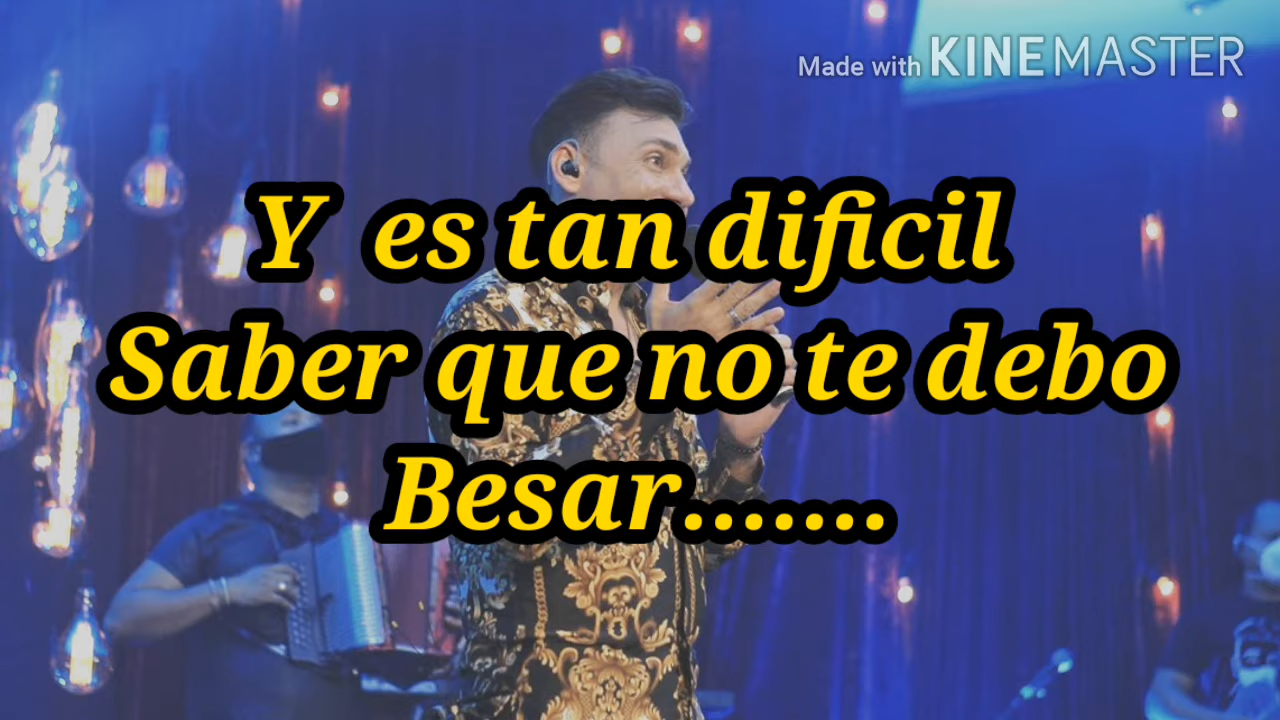 Made with KINEMASTER
Y es tan dificil
Saber que no te debo
Besar.......